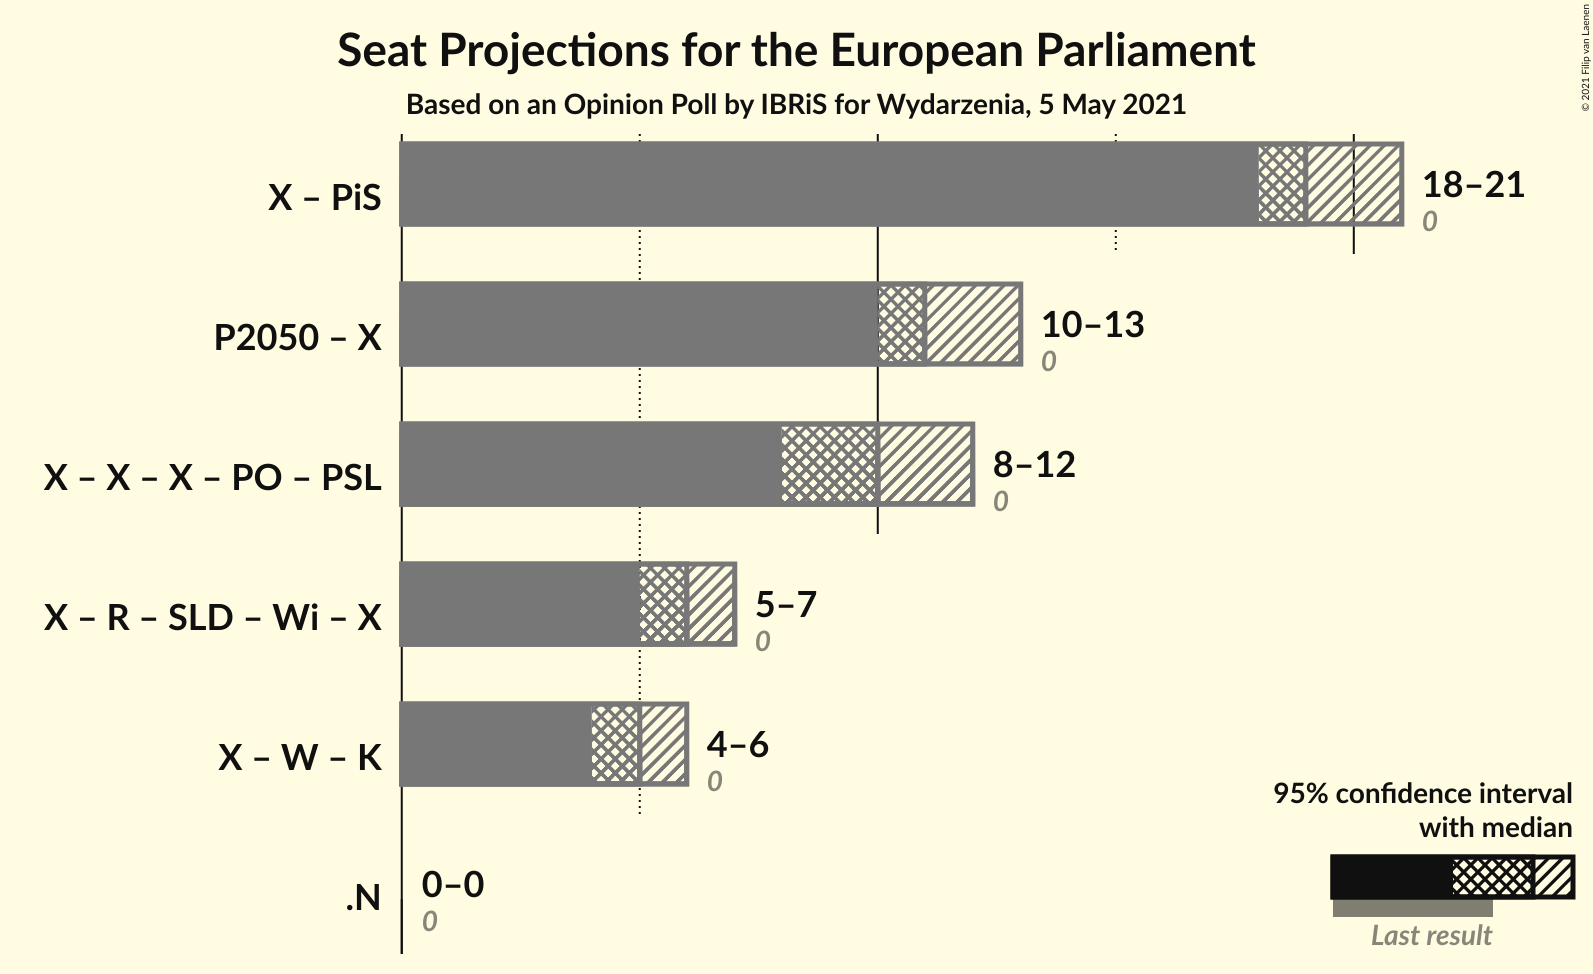 Seat Projections for the European Parliament
Based on an Opinion Poll by IBRiS for Wydarzenia, 5 May 2021
© 2021 Filip van Laenen
X – PiS
18–21
0
P2050 – X
10–13
0
X – X – X – PO – PSL
8–12
0
X – R – SLD – Wi – X
5–7
0
X – W – K
4–6
0
.N
0–0
0
95% confidence interval
with median
Last result